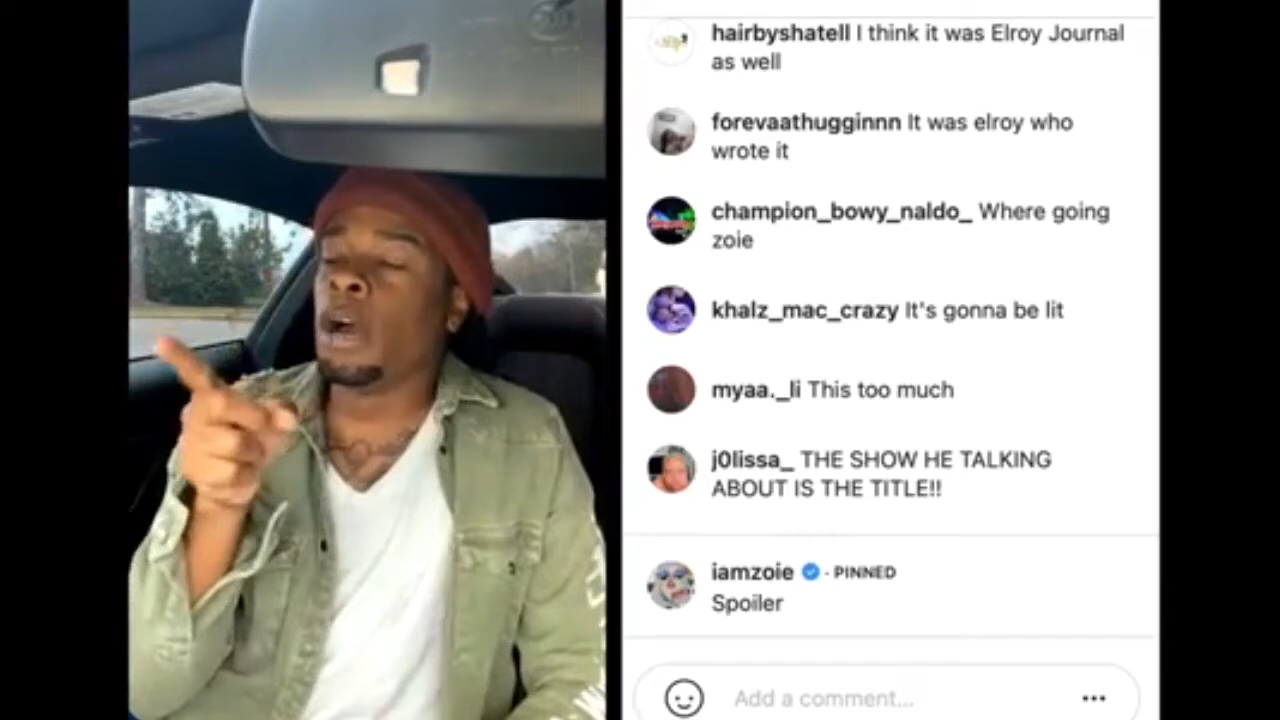 hairbyshatell I think it was Elroy Journal
as well
forevaathugginnn It was elroy who
wrote it
champion_bowy_naldo_ Where going
zoie
khalz_mac_crazy It's gonna be lit
myaa._li This too much
j0lissa_ THE SHOW HE TALKING
ABOUT IS THE TITLE!!
iamzoie · PINNED
Spoiler
Add a comment...